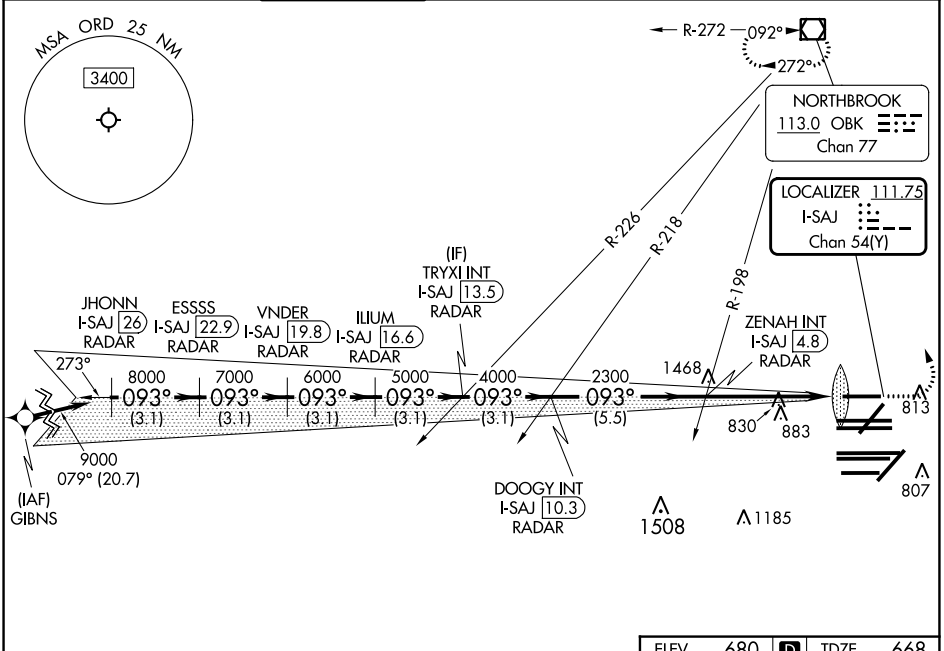 MSA ORD 25 NM
3400
R-272
092°
272°
NORTHBROOK
113.0 OBK
Chan 77
LOCALIZER 111.75
I-SAJ
Chan 54(Y)
R-226
R-218
R-198
(IF)
TRYXI INT
I-SAJ 13.5
RADAR
JHONN
I-SAJ 26
RADAR
ESSSS
I-SAJ 22.9
RADAR
VNDER
I-SAJ 19.8
RADAR
ILIUM
I-SAJ 16.6
RADAR
ZENAH INT
I-SAJ 4.8
RADAR
273°
8000
093°
(3.1)
7000
093°
(3.1)
6000
093°
(3.1)
5000
093°
(3.1)
4000
093°
(3.1)
2300
093°
(5.5)
1468
830
883
813
807
9000
079° (20.7)
(IAF)
GIBNS
DOOGY INT
I-SAJ 10.3
RADAR
1508
1185
ELEV 680 D TDZE 668